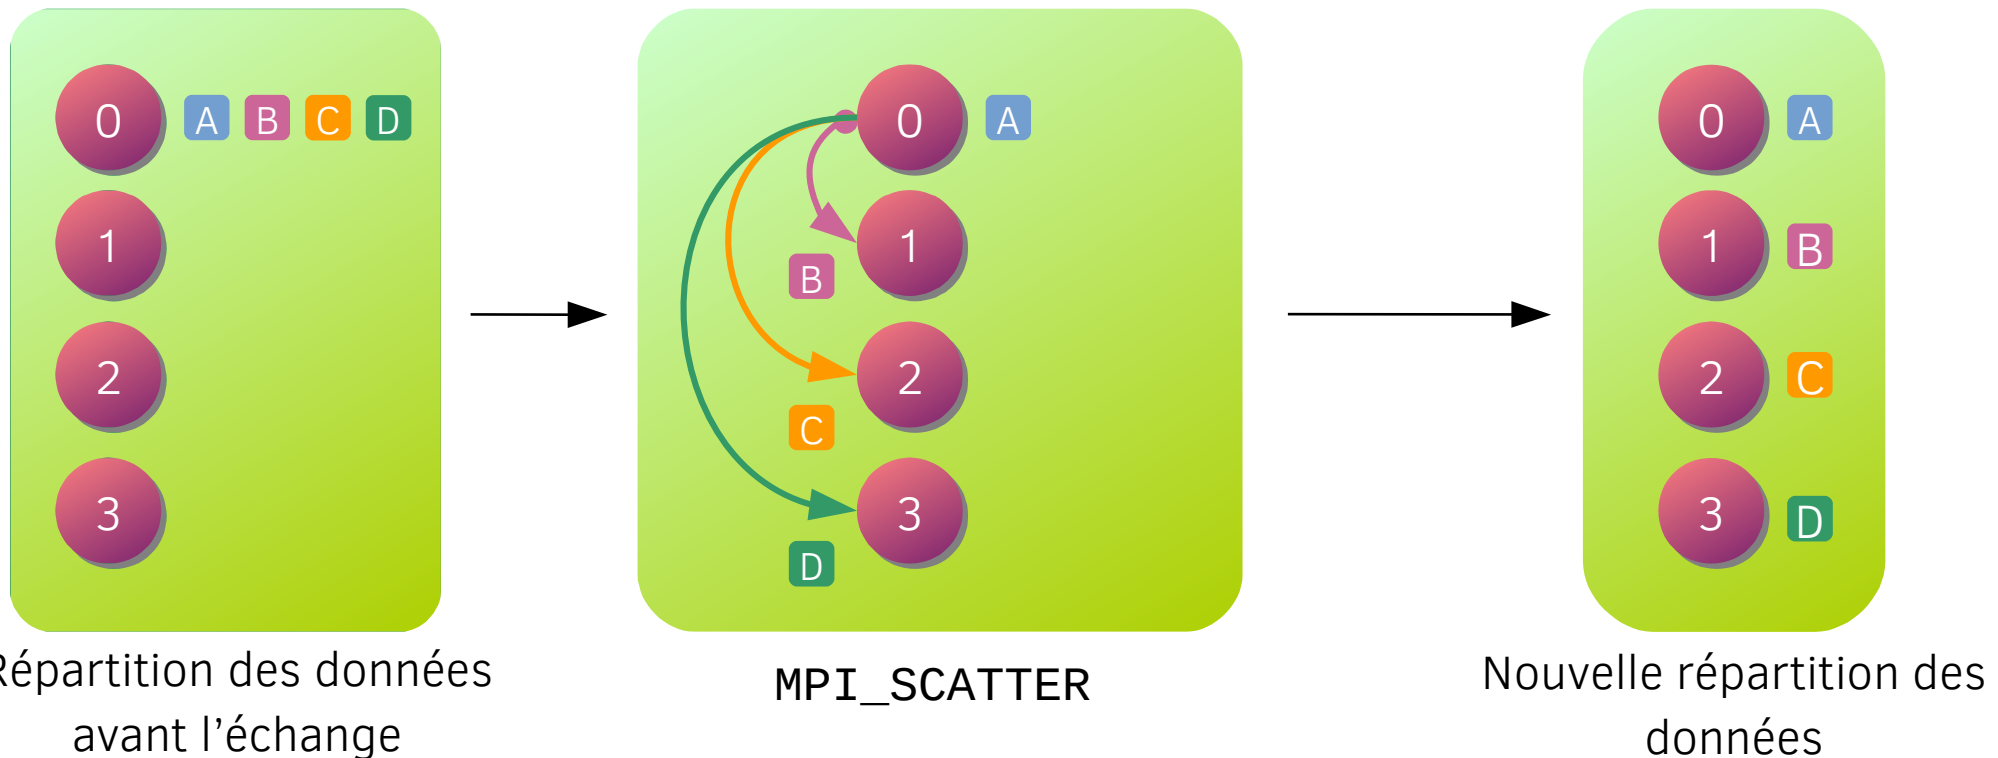 0 A B C D
1
2
3
0 A
1
B
2
C
3
D
0 A
1 B
2 C
3 D
Répartition des données
avant l’échange
MPI_SCATTER
Nouvelle répartition des
données